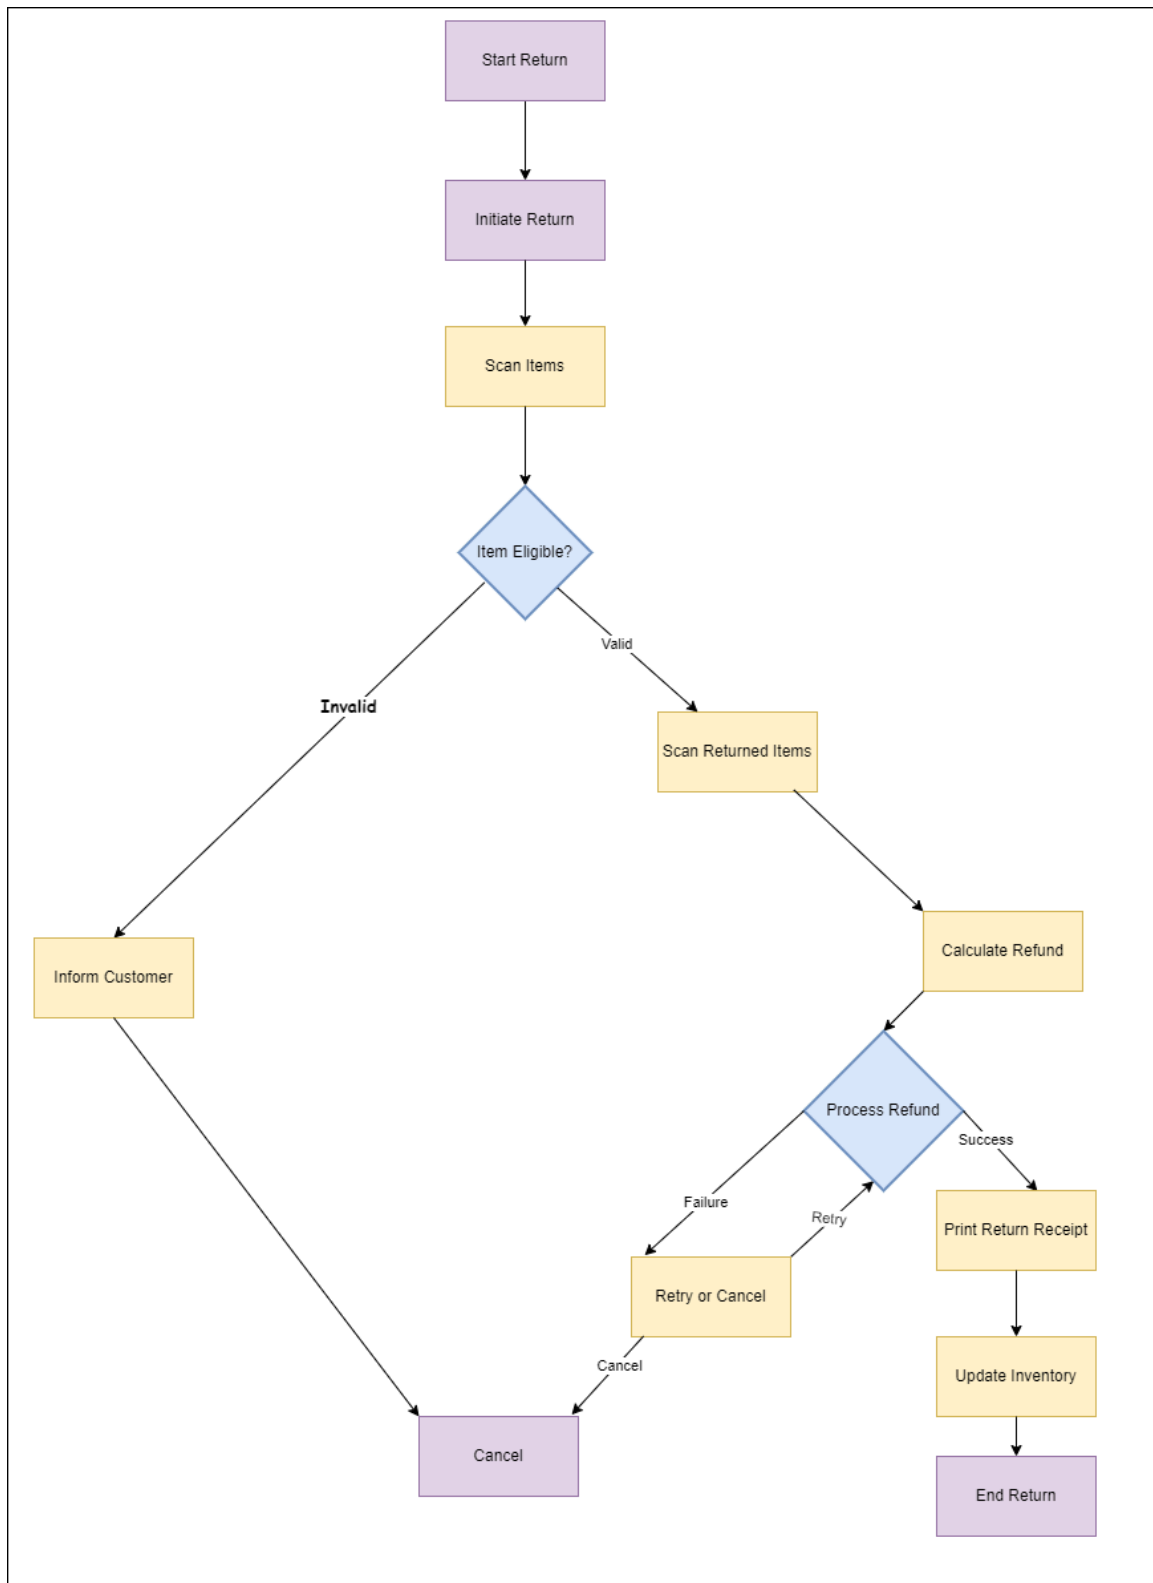 Start Return
Initiate Return
Scan Items
Item Eligible?
Valid
Invalid
Scan Returned Items
Calculate Refund
Inform Customer
Process Refund
Success
Failure
Retry
Print Return Receipt
Retry or Cancel
Cancel
Update Inventory
Cancel
End Return